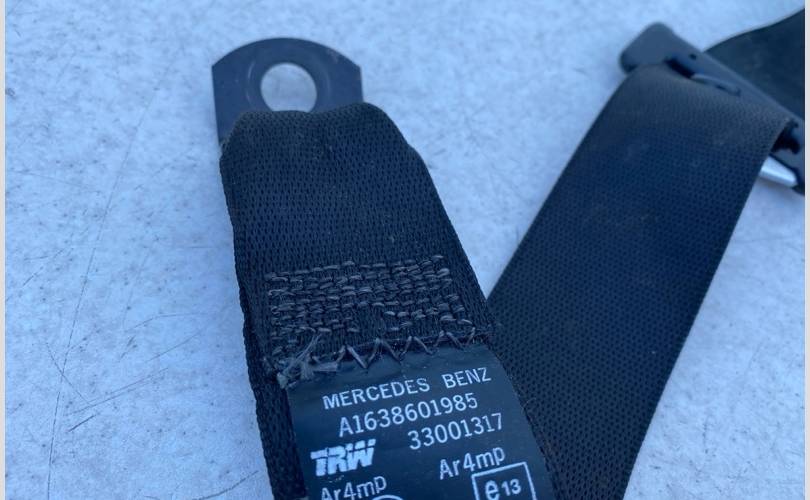 MERCEDES BENZ
A1638601985
TRW 33001317
Ar4mp Ar4mp
e13